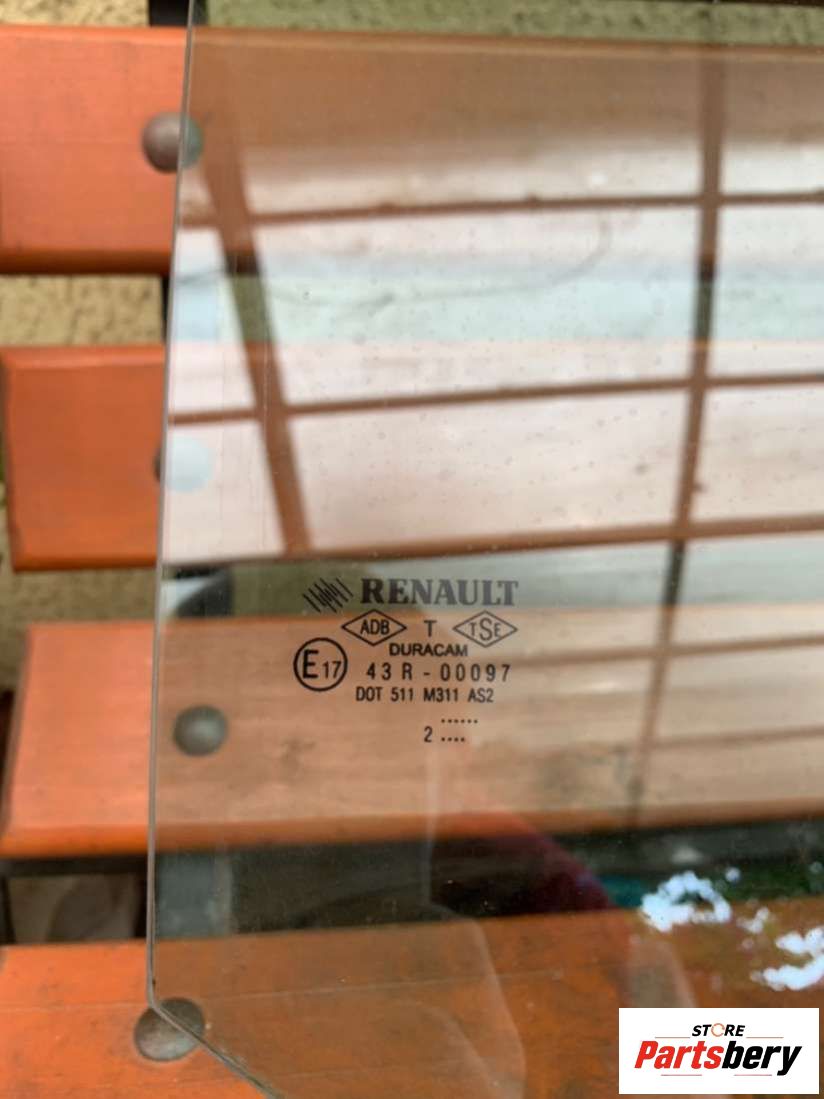 RENAULT
ADB T TSE
DURACAM
E17 43R-00097
DOT 511 M311 AS2
......
2 ....
STORE
Partsbery